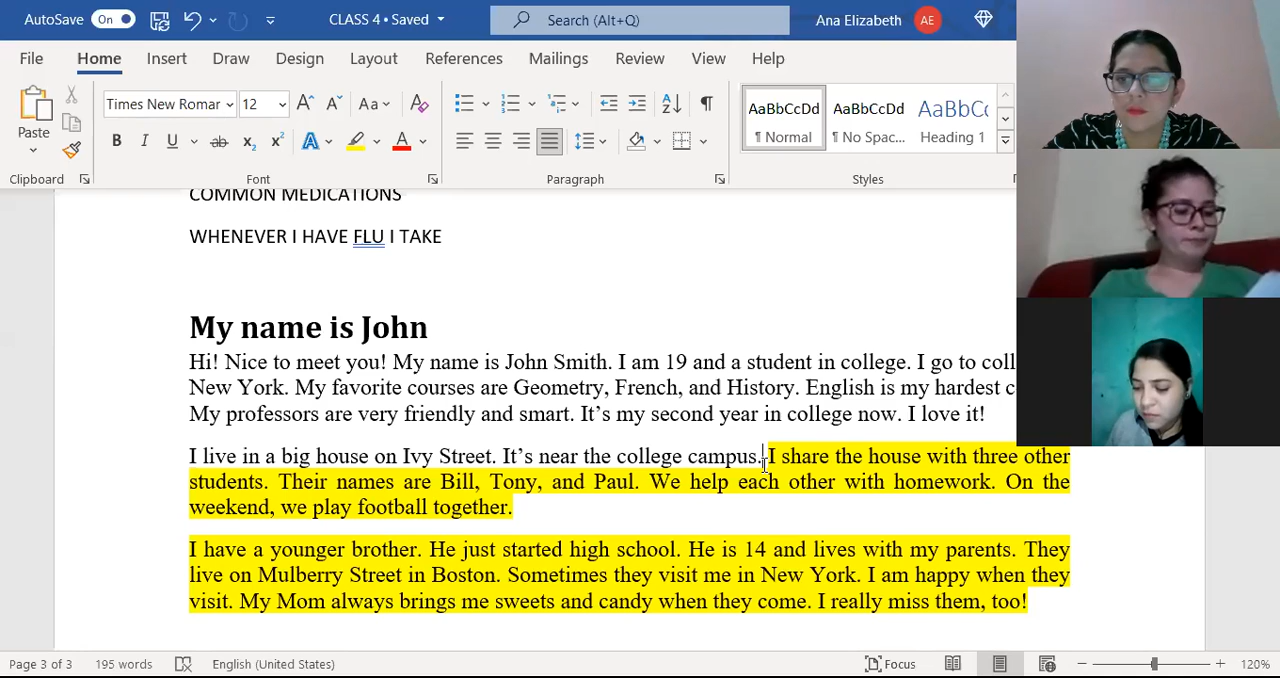 AutoSave On CLASS 4 • Saved Search (Alt+Q) Ana Elizabeth AE
File Home Insert Draw Design Layout References Mailings Review View Help
Times New Romar 12 Aa
Paste B I U ab x₂ x² A A AaBbCcDd AaBbCcDd AaBbCc
¶ Normal ¶ No Spac... Heading 1
Clipboard Font Paragraph Styles
COMMON MEDICATIONS
WHENEVER I HAVE FLU I TAKE
My name is John
Hi! Nice to meet you! My name is John Smith. I am 19 and a student in college. I go to coll
New York. My favorite courses are Geometry, French, and History. English is my hardest c
My professors are very friendly and smart. It’s my second year in college now. I love it!
I live in a big house on Ivy Street. It’s near the college campus. I share the house with three other
students. Their names are Bill, Tony, and Paul. We help each other with homework. On the
weekend, we play football together.
I have a younger brother. He just started high school. He is 14 and lives with my parents. They
live on Mulberry Street in Boston. Sometimes they visit me in New York. I am happy when they
visit. My Mom always brings me sweets and candy when they come. I really miss them, too!
Page 3 of 3 195 words English (United States) Focus 120%